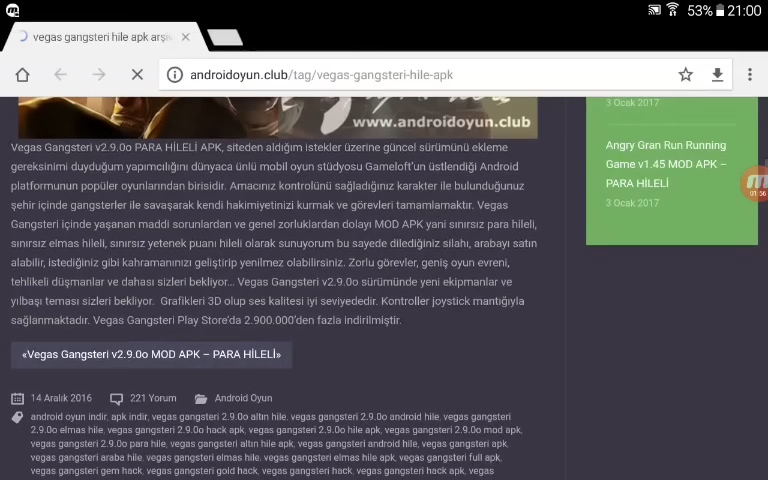 53% 21:00
vegas gangsteri hile apk arşiv
androidoyun.club/tag/vegas-gangsteri-hile-apk
www.androidoyun.club
Vegas Gangsteri v2.9.0o PARA HİLELİ APK, siteden aldığım istekler üzerine güncel sürümünü ekleme
gereksinimi duyduğum yapımcılığını dünyaca ünlü mobil oyun stüdyosu Gameloft'un üstlendiği Android
platformunun popüler oyunlarından birisidir. Amacınız kontrolünü sağladığınız karakter ile bulunduğunuz
şehir içinde gangsterler ile savaşarak kendi hakimiyetinizi kurmak ve görevleri tamamlamaktır. Vegas
Gangsteri içinde yaşanan maddi sorunlardan ve genel zorluklardan dolayı MOD APK yani sınırsız para hileli,
sınırsız elmas hileli, sınırsız yetenek puanı hileli olarak sunuyorum bu sayede dilediğiniz silahı, arabayı satın
alabilir, istediğiniz gibi kahramanınızı geliştirip yenilmez olabilirsiniz. Zorlu görevler, geniş oyun evreni,
tehlikeli düşmanlar ve dahası sizleri bekliyor... Vegas Gangsteri v2.9.0o sürümünde yeni ekipmanlar ve
yılbaşı teması sizleri bekliyor. Grafikleri 3D olup ses kalitesi iyi seviyededir. Kontroller joystick mantığıyla
sağlanmaktadır. Vegas Gangsteri Play Store'da 2.900.000'den fazla indirilmiştir.
«Vegas Gangsteri v2.9.0o MOD APK – PARA HİLELİ»
14 Aralık 2016 221 Yorum Android Oyun
android oyun indir, apk indir, vegas gangsteri 2.9.0o altın hile, vegas gangsteri 2.9.0o android hile, vegas gangsteri
2.9.0o elmas hile, vegas gangsteri 2.9.0o hack apk, vegas gangsteri 2.9.0o hile apk, vegas gangsteri 2.9.0o mod apk,
vegas gangsteri 2.9.0o para hile, vegas gangsteri altın hile apk, vegas gangsteri android hile, vegas gangsteri apk,
vegas gangsteri araba hile, vegas gangsteri elmas hile, vegas gangsteri elmas hile apk, vegas gangsteri full apk,
vegas gangsteri gem hack, vegas gangsteri gold hack, vegas gangsteri hack, vegas gangsteri hack apk, vegas
3 Ocak 2017
Angry Gran Run Running
Game v1.45 MOD APK –
PARA HİLELİ
3 Ocak 2017
01:56